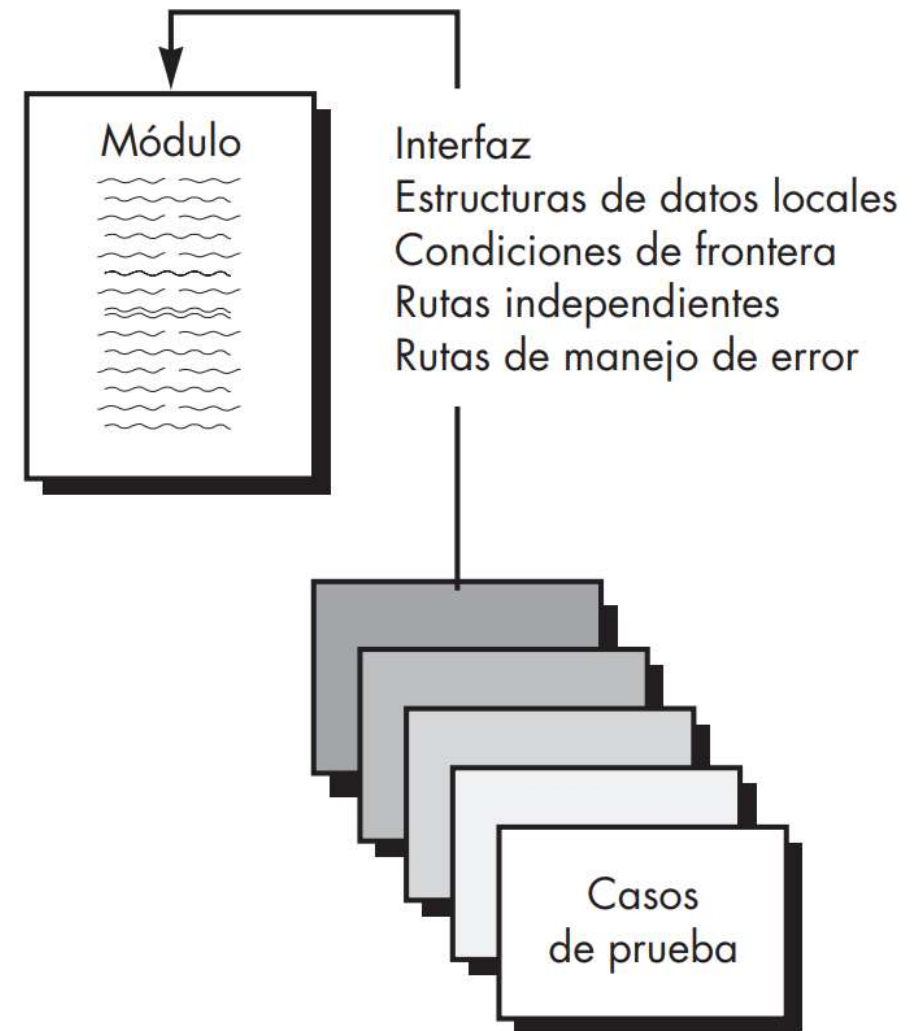 Módulo
Interfaz
Estructuras de datos locales
Condiciones de frontera
Rutas independientes
Rutas de manejo de error
Casos
de prueba